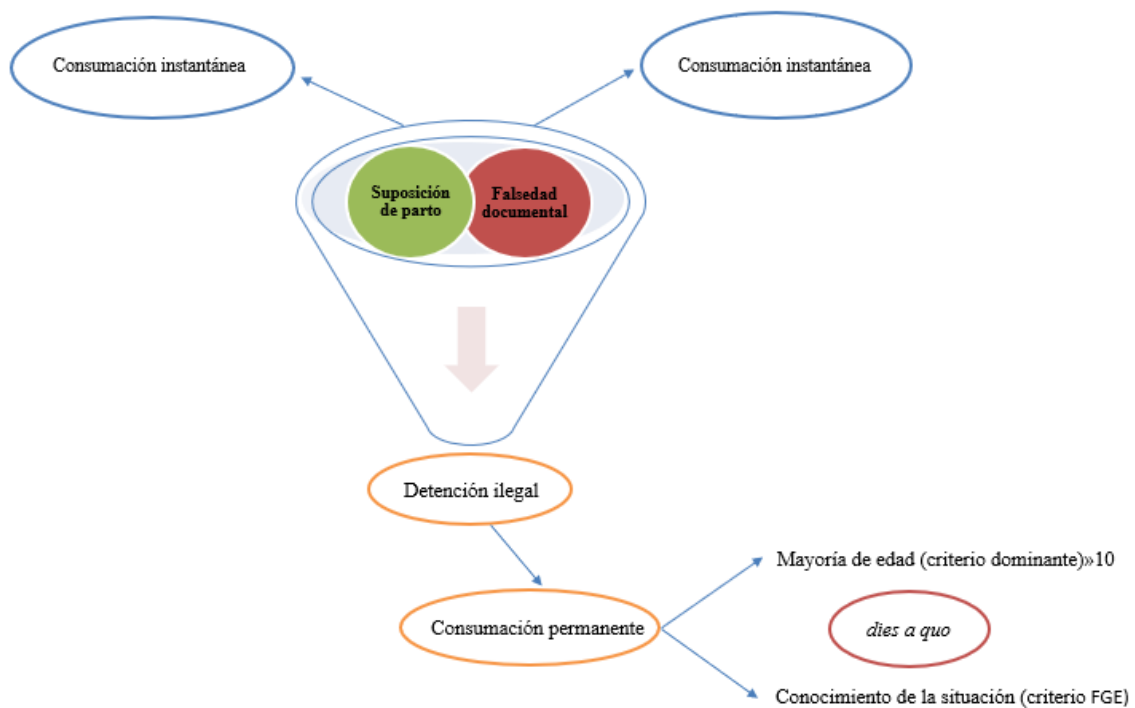 Consumación instantánea
Consumación instantánea
Suposición
de parto
Falsedad
documental
Detención ilegal
Mayoría de edad (criterio dominante)»10
Consumación permanente
dies a quo
Conocimiento de la situación (criterio FGE)